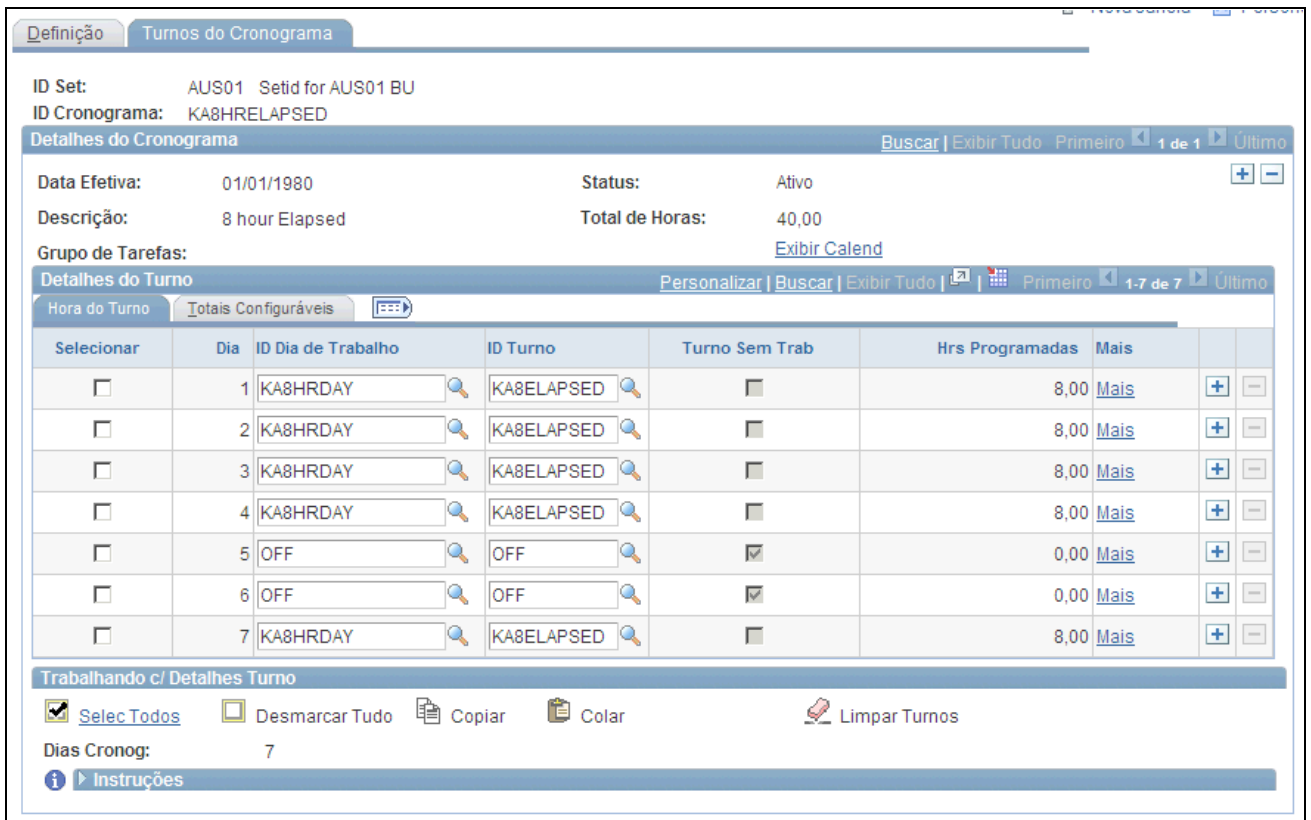 Definição Turnos do Cronograma
ID Set: AUS01 Setid for AUS01 BU
ID Cronograma: KA8HRELAPSED
Detalhes do Cronograma Buscar | Exibir Tudo Primeiro 1 de 1 Último
Data Efetiva: 01/01/1980 Status: Ativo
Descrição: 8 hour Elapsed Total de Horas: 40,00
Grupo de Tarefas: Exibir Calend
Detalhes do Turno Personalizar | Buscar | Exibir Tudo | | Primeiro 1-7 de 7 Último
Hora do Turno Totais Configuráveis
Selecionar Dia ID Dia de Trabalho ID Turno Turno Sem Trab Hrs Programadas Mais
1 KA8HRDAY KA8ELAPSED 8,00 Mais
2 KA8HRDAY KA8ELAPSED 8,00 Mais
3 KA8HRDAY KA8ELAPSED 8,00 Mais
4 KA8HRDAY KA8ELAPSED 8,00 Mais
5 OFF OFF 0,00 Mais
6 OFF OFF 0,00 Mais
7 KA8HRDAY KA8ELAPSED 8,00 Mais
Trabalhando c/ Detalhes Turno
Selec Todos Desmarcar Tudo Copiar Colar Limpar Turnos
Dias Cronog: 7
Instruções